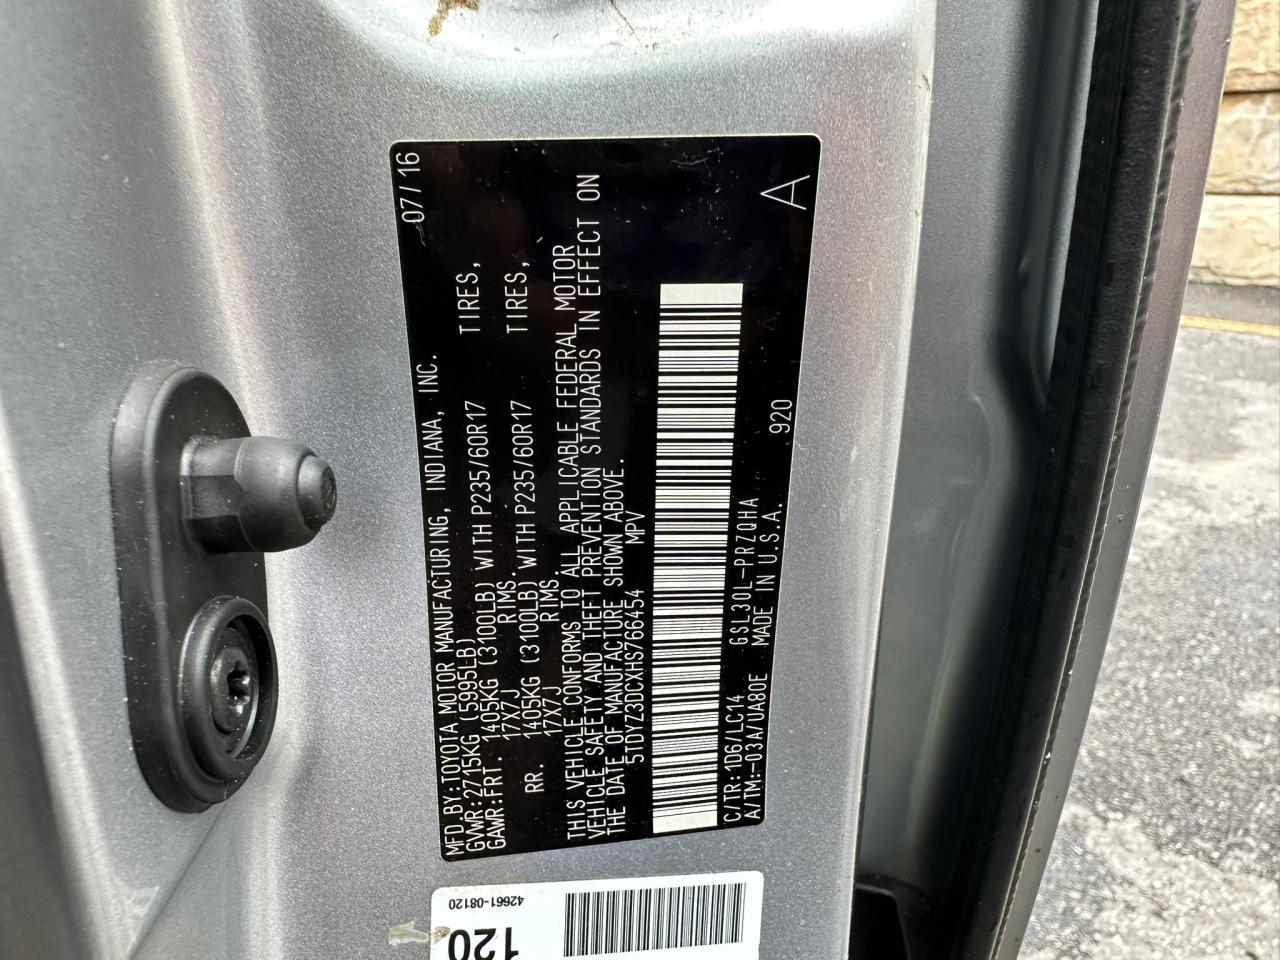 MFD.BY:TOYOTA MOTOR MANUFACTURING, INDIANA, INC. 07/16
GVWR:2715KG (5995LB)
GAWR:FRT. 1405KG (3100LB) WITH P235/60R17 TIRES,
17X7J RIMS.
RR. 1405KG (3100LB) WITH P235/60R17 TIRES,
17X7J RIMS.
THIS VEHICLE CONFORMS TO ALL APPLICABLE FEDERAL MOTOR
VEHICLE SAFETY AND THEFT PREVENTION STANDARDS IN EFFECT ON
THE DATE OF MANUFACTURE SHOWN ABOVE.
5TDYZ3DCXHS766454 MPV
C/TR:1D6/LC14 GSL30L-PRZQHA
A/TM:-03A/UA80E MADE IN U.S.A. 920
A
42661-08120
120